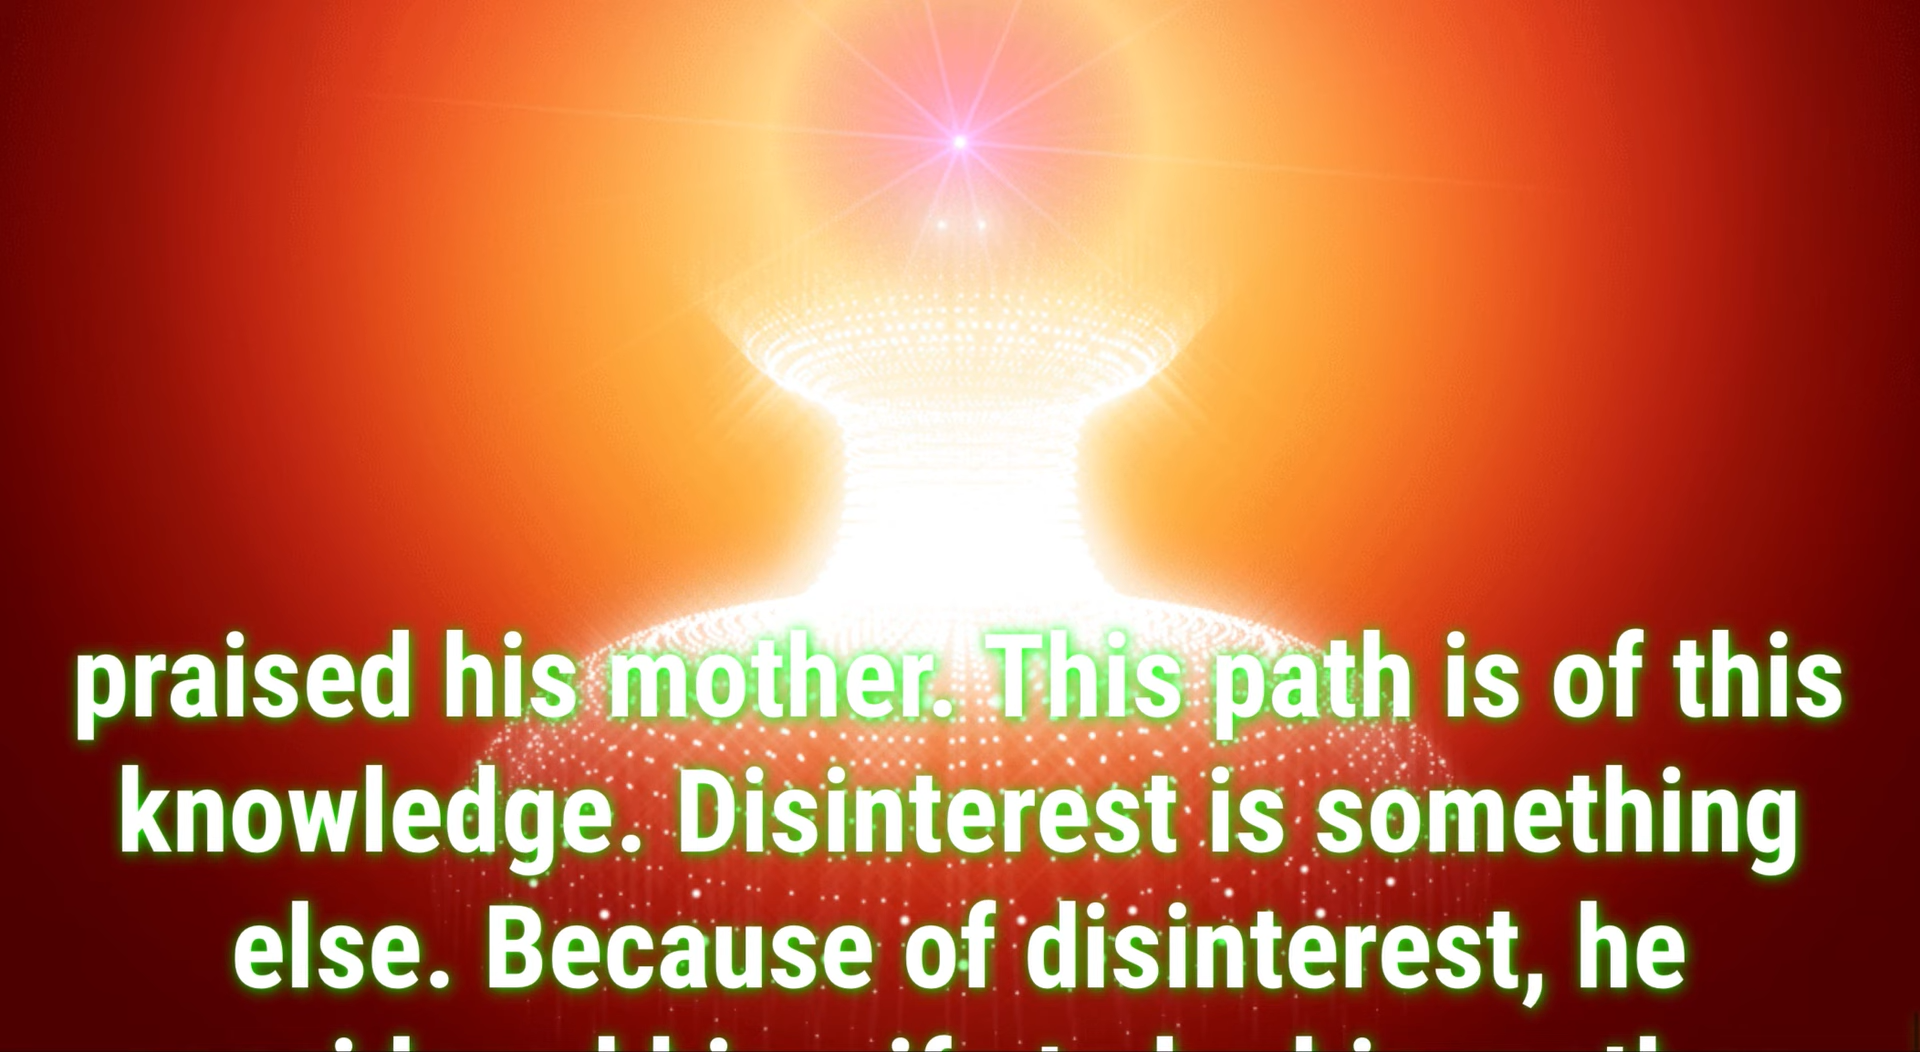 praised his mother. This path is of this
knowledge. Disinterest is something
else. Because of disinterest, he